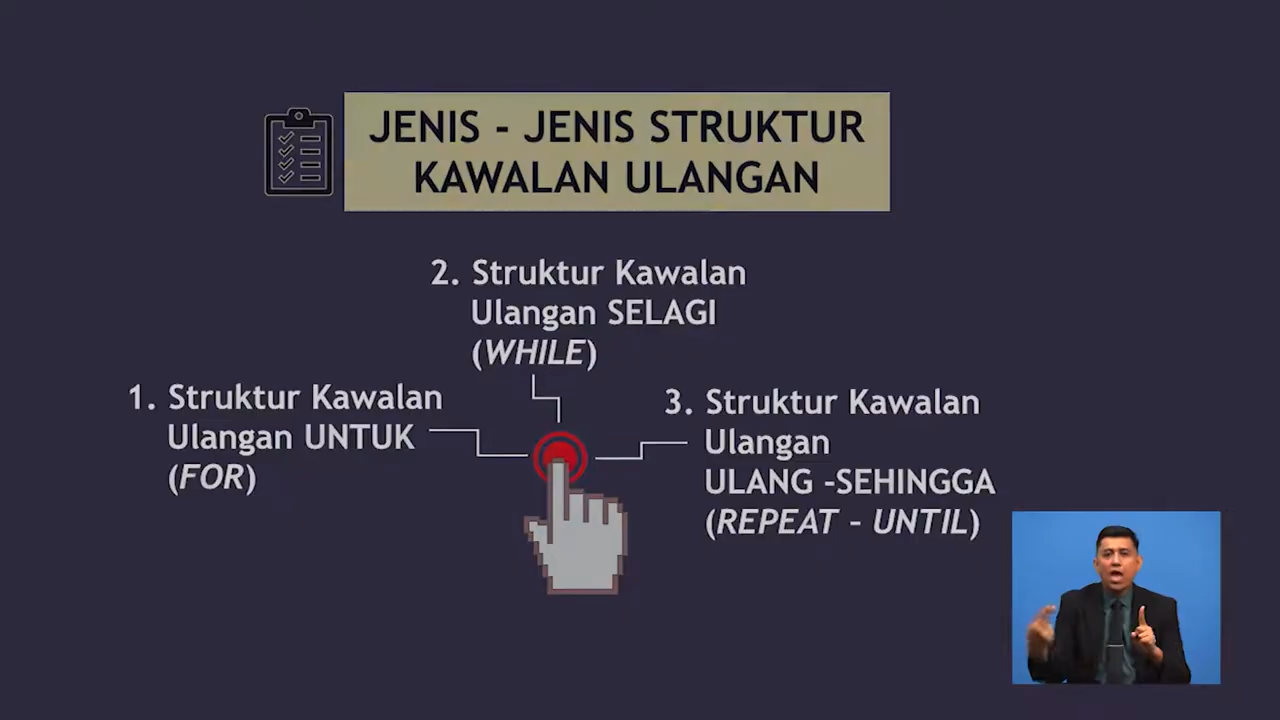 JENIS - JENIS STRUKTUR
KAWALAN ULANGAN
1. Struktur Kawalan
Ulangan UNTUK
(FOR)
2. Struktur Kawalan
Ulangan SELAGI
(WHILE)
3. Struktur Kawalan
Ulangan
ULANG -SEHINGGA
(REPEAT - UNTIL)